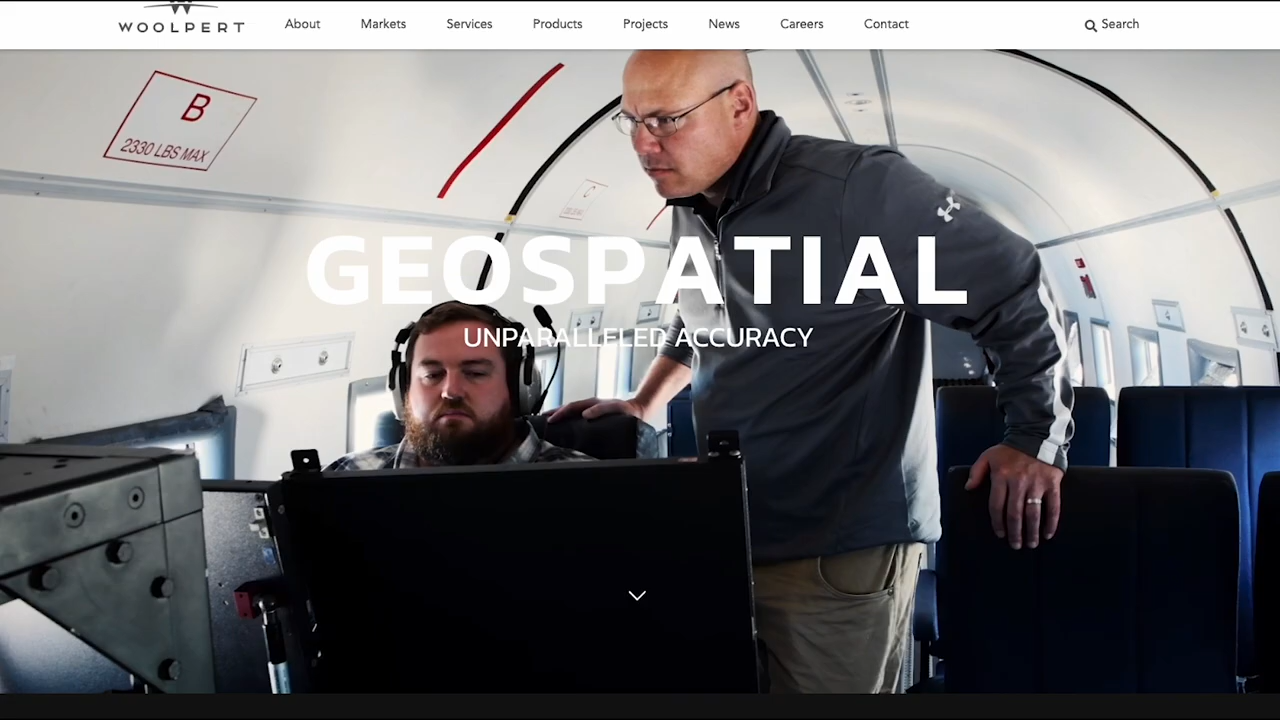 WOOLPERT
About
Markets
Services
Products
Projects
News
Careers
Contact
Search
B
2330 LBS MAX
C
GEOSPATIAL
UNPARALLELED ACCURACY